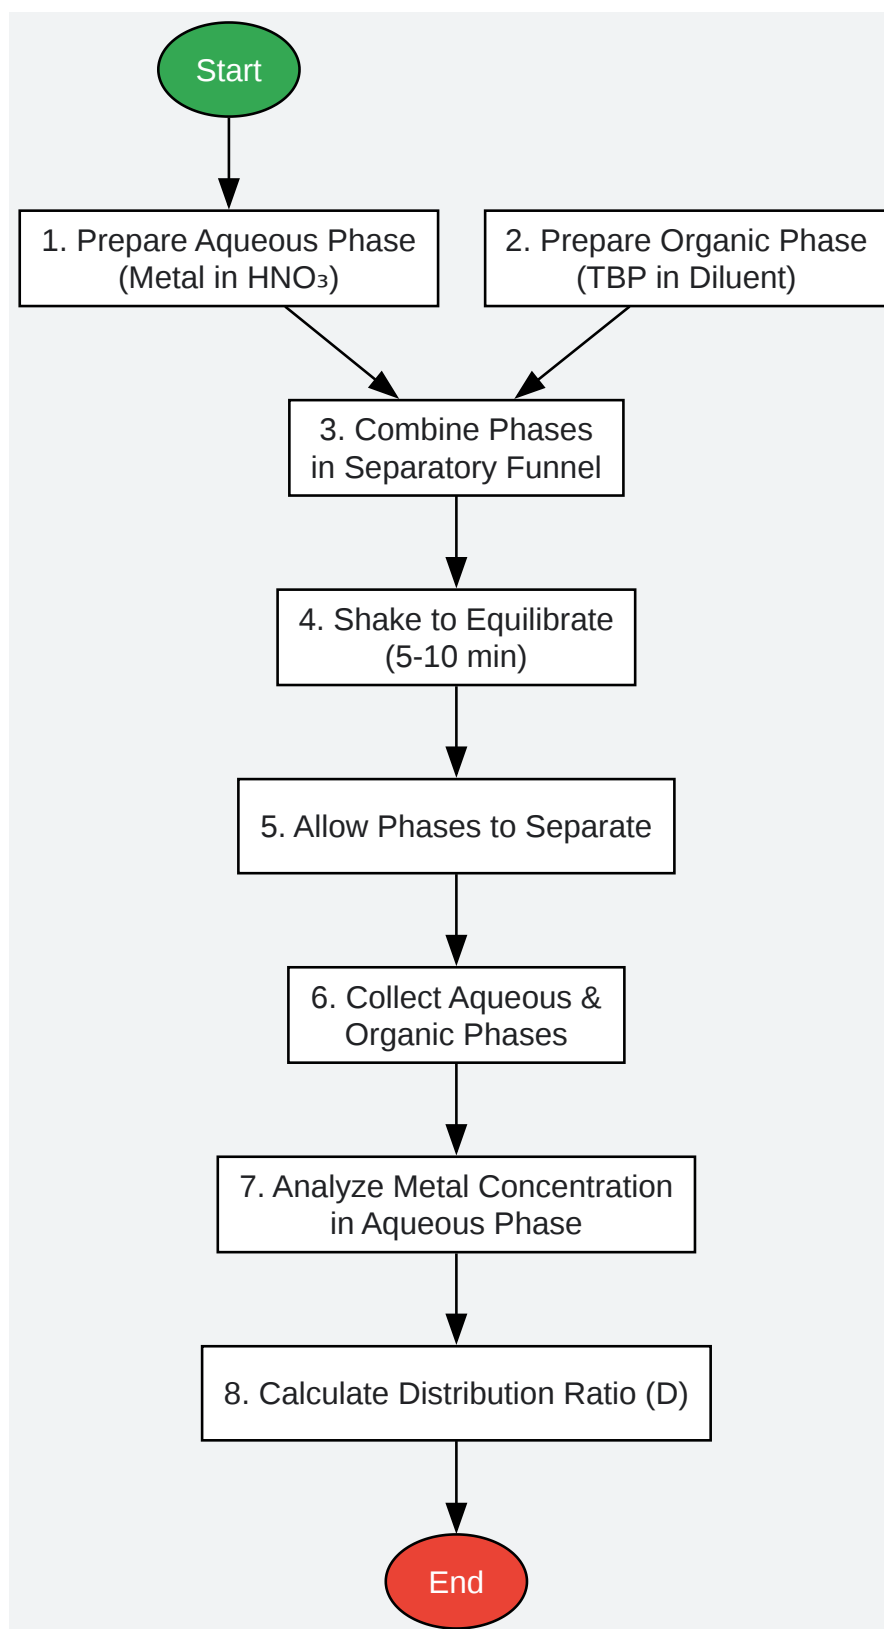 Start
1. Prepare Aqueous Phase
(Metal in HNO₃)
2. Prepare Organic Phase
(TBP in Diluent)
3. Combine Phases
in Separatory Funnel
4. Shake to Equilibrate
(5-10 min)
5. Allow Phases to Separate
6. Collect Aqueous &
Organic Phases
7. Analyze Metal Concentration
in Aqueous Phase
8. Calculate Distribution Ratio (D)
End